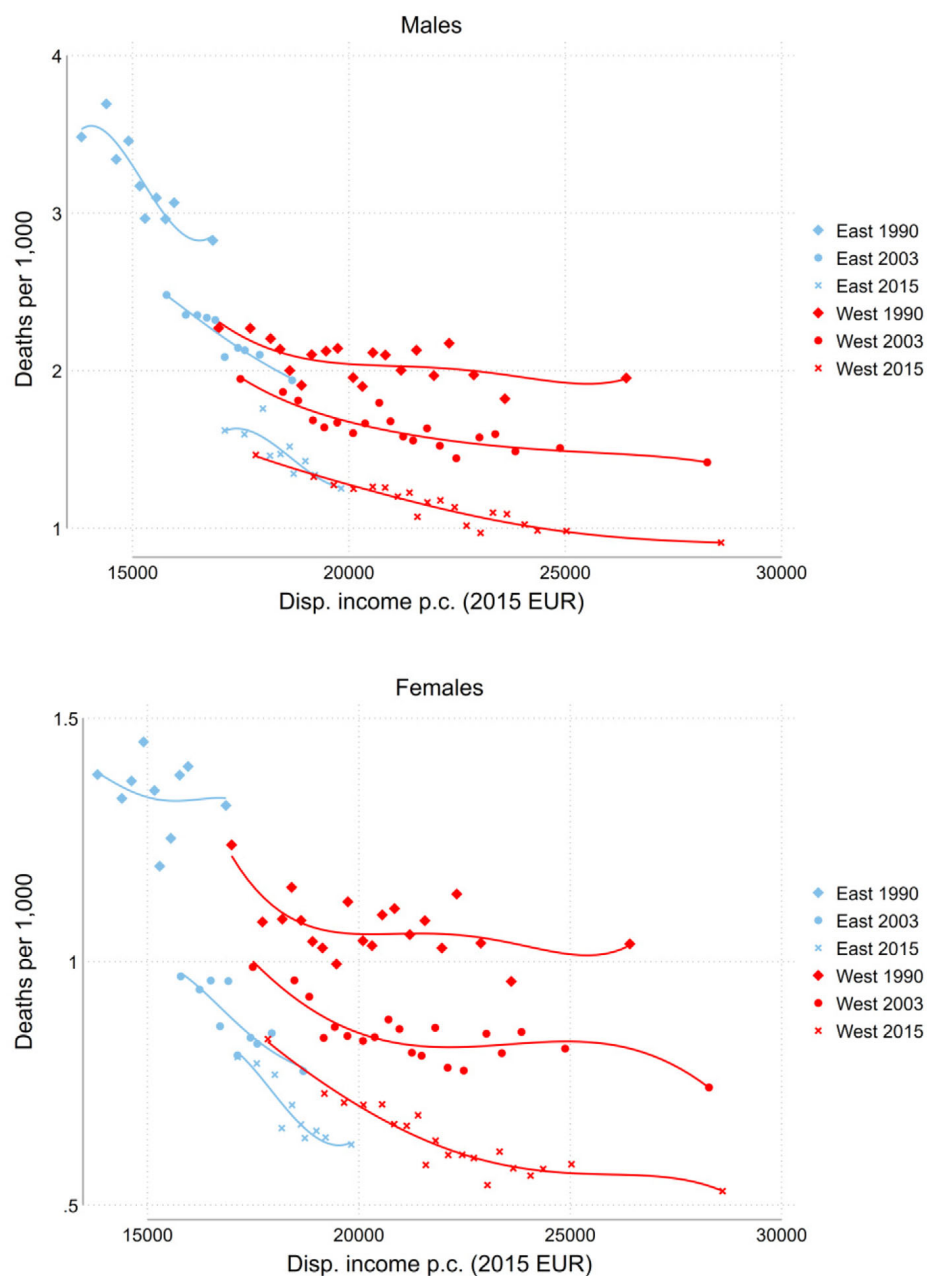 Males
4
3
2
1
Deaths per 1,000
15000 20000 25000 30000
Disp. income p.c. (2015 EUR)
East 1990
East 2003
East 2015
West 1990
West 2003
West 2015
Females
1.5
1
.5
Deaths per 1,000
15000 20000 25000 30000
Disp. income p.c. (2015 EUR)
East 1990
East 2003
East 2015
West 1990
West 2003
West 2015